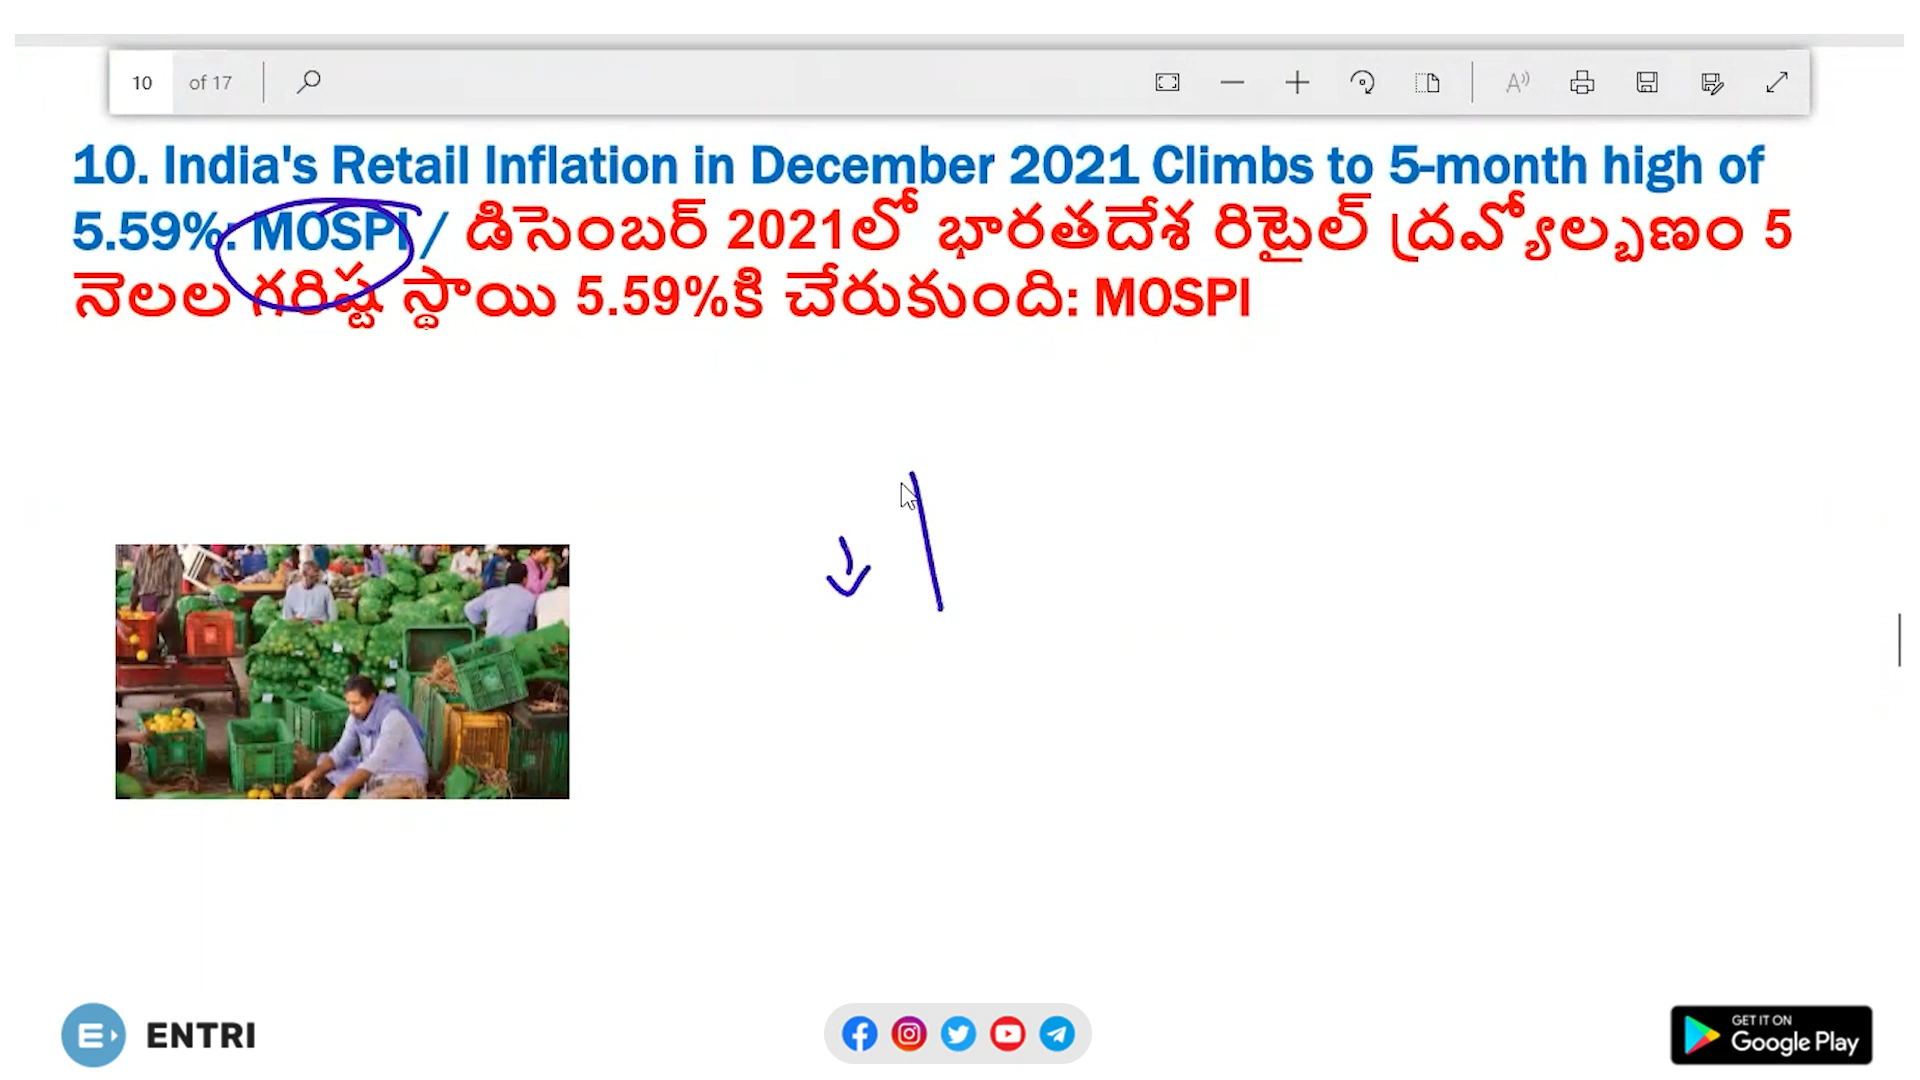 10 of 17
10. India's Retail Inflation in December 2021 Climbs to 5-month high of
5.59%: MOSPI / డిసెంబర్ 2021లో భారతదేశ రిటైల్ ద్రవ్యోల్బణం 5
నెలల గరిష్ట స్థాయి 5.59%కి చేరుకుంది: MOSPI
ENTRI
GET IT ON
Google Play